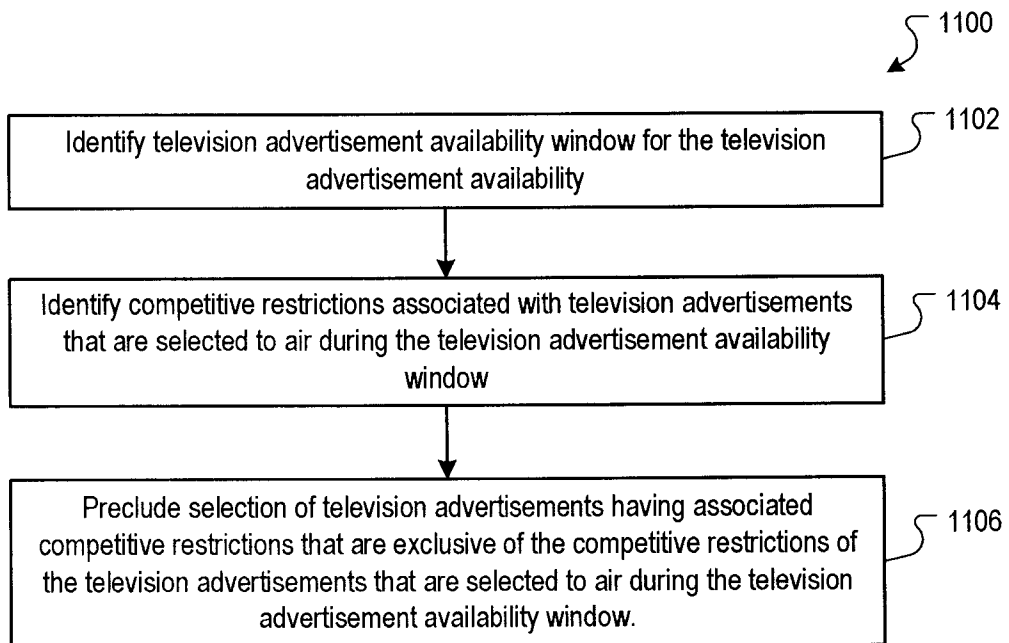 1100
1102
Identify television advertisement availability window for the television
advertisement availability
1104
Identify competitive restrictions associated with television advertisements
that are selected to air during the television advertisement availability
window
1106
Preclude selection of television advertisements having associated
competitive restrictions that are exclusive of the competitive restrictions of
the television advertisements that are selected to air during the television
advertisement availability window.